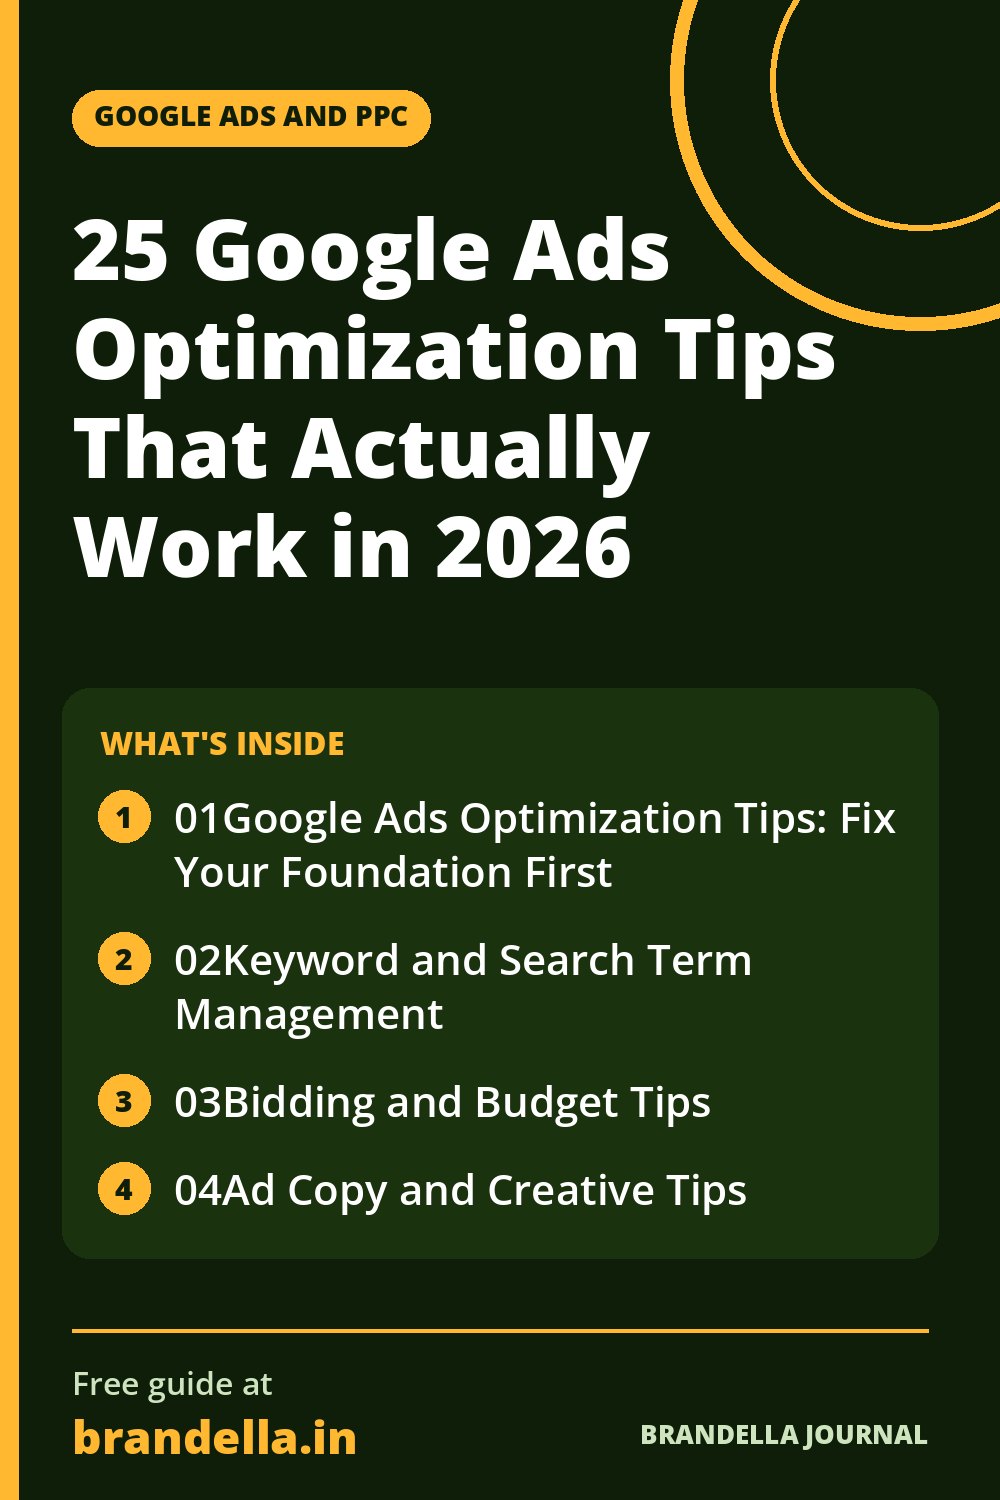 GOOGLE ADS AND PPC
25 Google Ads
Optimization Tips
That Actually
Work in 2026
WHAT'S INSIDE
1 01Google Ads Optimization Tips: Fix
Your Foundation First
2 02Keyword and Search Term
Management
3 03Bidding and Budget Tips
4 04Ad Copy and Creative Tips
Free guide at
brandella.in
BRANDELLA JOURNAL